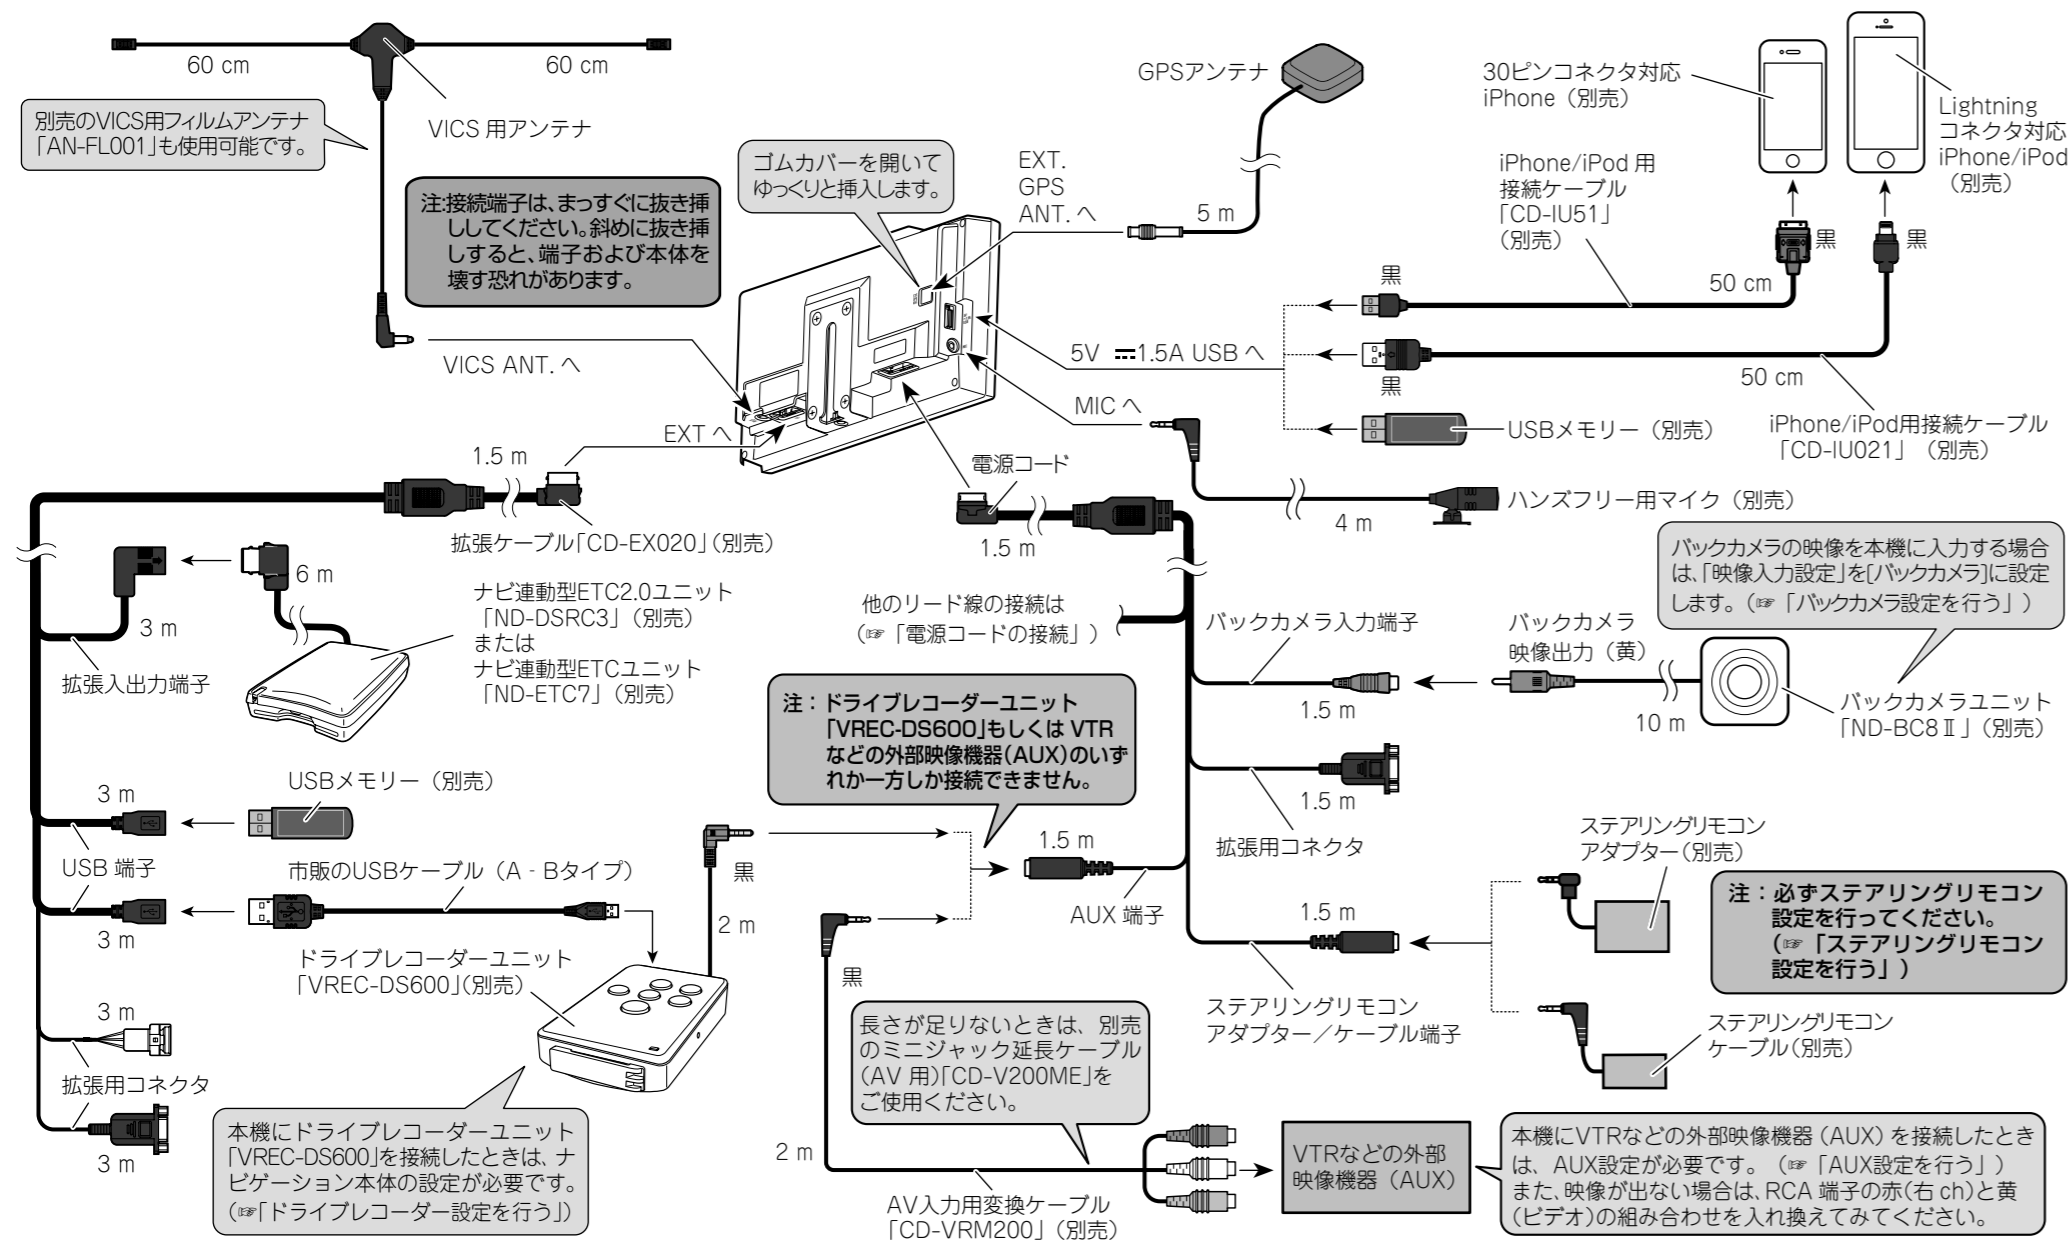 60 cm
60 cm
別売のVICS用フィルムアンテナ
「AN-FL001」も使用可能です。
VICS 用アンテナ
注:接続端子は、まっすぐに抜き挿
ししてください。斜めに抜き挿
しすると、端子および本体を
壊す恐れがあります。
VICS ANT. へ
ゴムカバーを開いて
ゆっくりと挿入します。
GPSアンテナ
EXT.
GPS
ANT. へ
5 m
30ピンコネクタ対応
iPhone（別売）
Lightning
コネクタ対応
iPhone/iPod
（別売）
iPhone/iPod 用
接続ケーブル
「CD-IU51」
（別売）
黒
黒
黒
50 cm
5V ⎓1.5A USB へ
黒
50 cm
iPhone/iPod用接続ケーブル
「CD-IU021」（別売）
USBメモリー（別売）
MIC へ
ハンズフリー用マイク（別売）
4 m
EXT へ
1.5 m
拡張ケーブル「CD-EX020」（別売）
電源コード
1.5 m
6 m
3 m
拡張入出力端子
ナビ連動型ETC2.0ユニット
「ND-DSRC3」（別売）
または
ナビ連動型ETCユニット
「ND-ETC7」（別売）
他のリード線の接続は
（☞「電源コードの接続」）
バックカメラ入力端子
1.5 m
バックカメラ
映像出力（黄）
10 m
バックカメラの映像を本機に入力する場合
は、「映像入力設定」を[バックカメラ]に設定
します。（☞「バックカメラ設定を行う」）
バックカメラユニット
「ND-BC8Ⅱ」（別売）
注：ドライブレコーダーユニット
「VREC-DS600」もしくは VTR
などの外部映像機器（AUX）のいず
れか一方しか接続できません。
1.5 m
拡張用コネクタ
3 m
USBメモリー（別売）
USB 端子
市販のUSBケーブル（A - Bタイプ）
3 m
ドライブレコーダーユニット
「VREC-DS600」（別売）
黒
2 m
1.5 m
AUX 端子
黒
1.5 m
ステアリングリモコン
アダプター／ケーブル端子
ステアリングリモコン
アダプター（別売）
注：必ずステアリングリモコン
設定を行ってください。
（☞「ステアリングリモコン
設定を行う」）
ステアリングリモコン
ケーブル（別売）
3 m
拡張用コネクタ
3 m
本機にドライブレコーダーユニット
「VREC-DS600」を接続したときは、ナ
ビゲーション本体の設定が必要です。
（☞「ドライブレコーダー設定を行う」）
長さが足りないときは、別売
のミニジャック延長ケーブル
（AV 用）「CD-V200ME」を
ご使用ください。
2 m
AV入力用変換ケーブル
「CD-VRM200」（別売）
VTRなどの外部
映像機器（AUX）
本機にVTRなどの外部映像機器（AUX）を接続したとき
は、AUX設定が必要です。（☞「AUX設定を行う」）
また、映像が出ない場合は、RCA 端子の赤（右 ch）と黄
（ビデオ）の組み合わせを入れ換えてみてください。